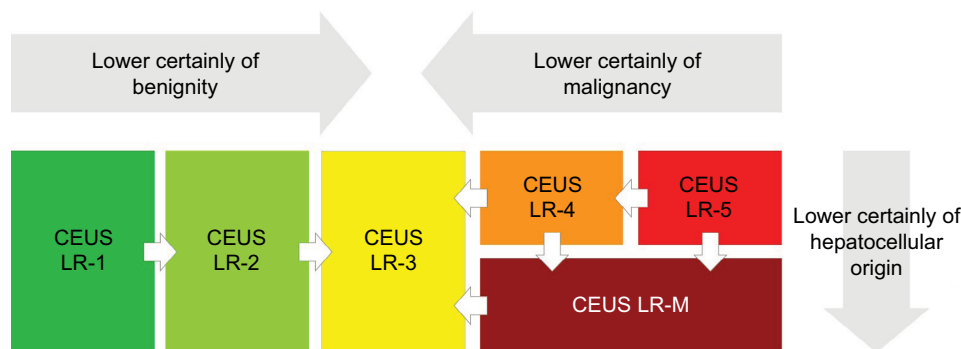 Lower certainly of
benignity
Lower certainly of
malignancy
CEUS
LR-1
CEUS
LR-2
CEUS
LR-3
CEUS
LR-4
CEUS
LR-5
CEUS LR-M
Lower certainly of
hepatocellular
origin